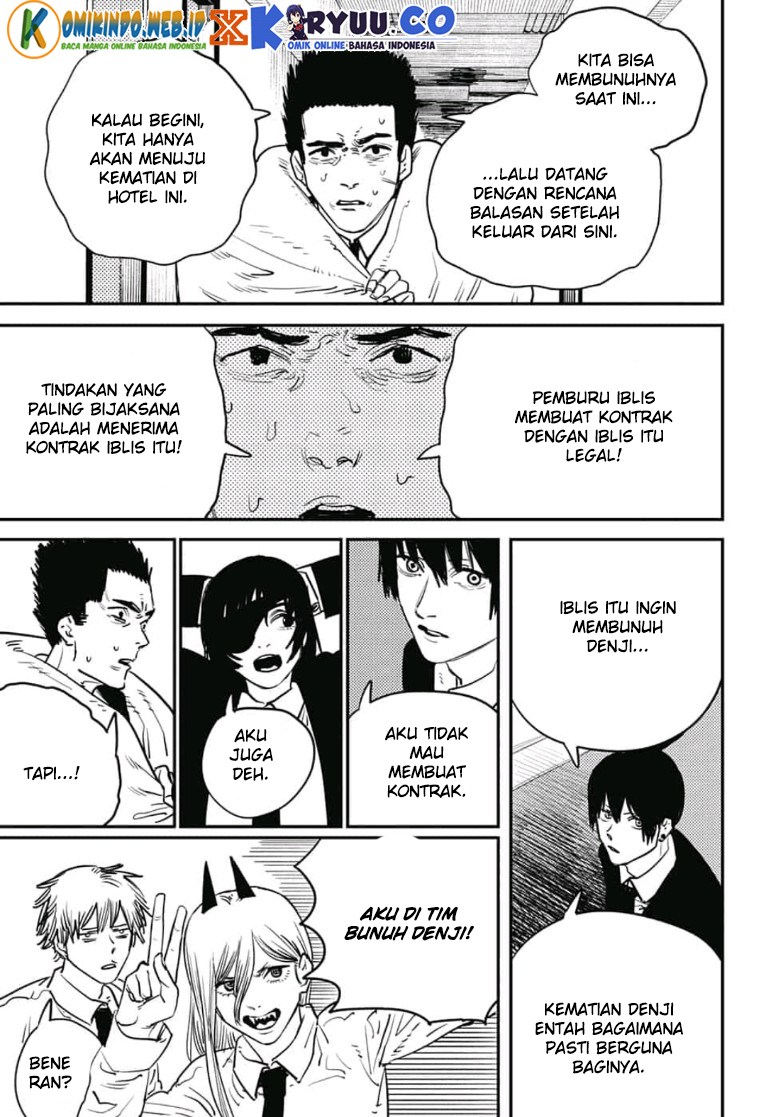 KOMIKINDO.WEB.ID X KIRYUU.CO
BACA MANGA ONLINE BAHASA INDONESIA
KOMIK ONLINE BAHASA INDONESIA
KITA BISA
MEMBUNUHNYA
SAAT INI...
...LALU DATANG
DENGAN RENCANA
BALASAN SETELAH
KELUAR DARI SINI.
KALAU BEGINI,
KITA HANYA
AKAN MENUJU
KEMATIAN DI
HOTEL INI.
PEMBURU IBLIS
MEMBUAT KONTRAK
DENGAN IBLIS ITU
LEGAL!
TINDAKAN YANG
PALING BIJAKSANA
ADALAH MENERIMA
KONTRAK IBLIS ITU!
IBLIS ITU INGIN
MEMBUNUH
DENJI...
KEMATIAN DENJI
ENTAH BAGAIMANA
PASTI BERGUNA
BAGINYA.
AKU TIDAK
MAU
MEMBUAT
KONTRAK.
AKU
JUGA
DEH.
TAPI...!
AKU DI TIM
BUNUH DENJI!
BENE
RAN?